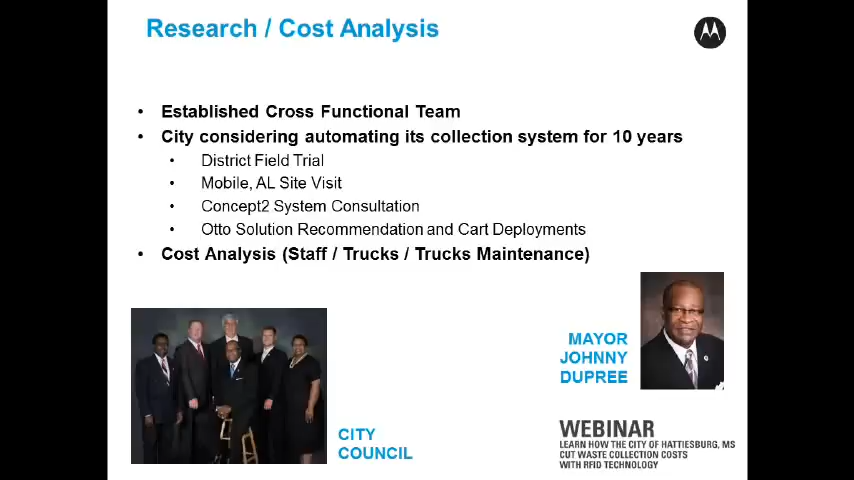 Research / Cost Analysis
• Established Cross Functional Team
• City considering automating its collection system for 10 years
• District Field Trial
• Mobile, AL Site Visit
• Concept2 System Consultation
• Otto Solution Recommendation and Cart Deployments
• Cost Analysis (Staff / Trucks / Trucks Maintenance)
MAYOR
JOHNNY
DUPREE
CITY
COUNCIL
WEBINAR
LEARN HOW THE CITY OF HATTIESBURG, MS
CUT WASTE COLLECTION COSTS
WITH RFID TECHNOLOGY